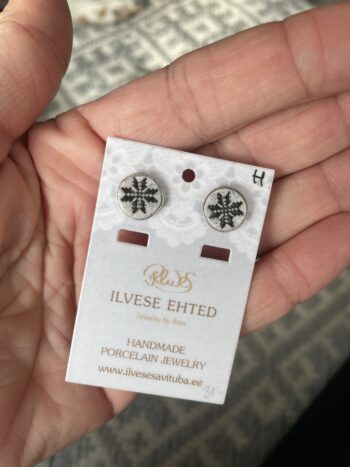 H
ILVESE EHTED
Jewelry by Ilves
HANDMADE
PORCELAIN JEWELRY
www.ilvesesavituba.ee